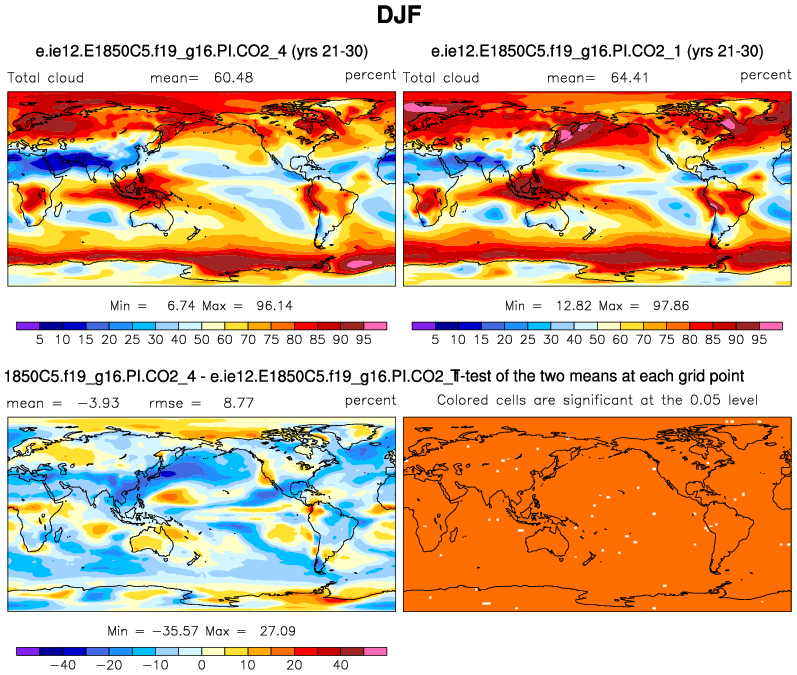 DJF
e.ie12.E1850C5.f19_g16.PI.CO2_4 (yrs 21-30)
e.ie12.E1850C5.f19_g16.PI.CO2_1 (yrs 21-30)
Total cloud mean= 60.48 percent
Total cloud mean= 64.41 percent
Min = 6.74 Max = 96.14
Min = 12.82 Max = 97.86
5 10 15 20 25 30 40 50 60 70 80 85 90 95
5 10 15 20 25 30 40 50 60 70 80 85 90 95
1850C5.f19_g16.PI.CO2_4 - e.ie12.E1850C5.f19_g16.PI.CO2_
T-test of the two means at each grid point
mean = -3.93 rmse = 8.77 percent
Colored cells are significant at the 0.05 level
Min = -35.57 Max = 27.09
-40 -20 -10 0 10 20 40